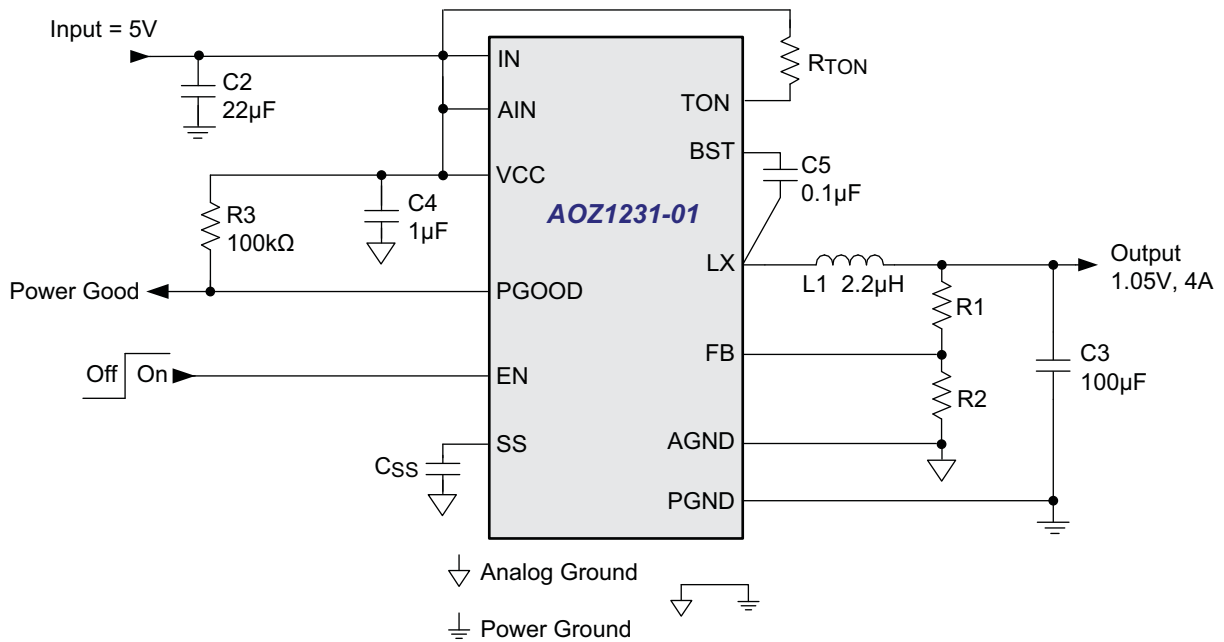 Input = 5V
C2
22µF
IN
AIN
VCC
R3
100kΩ
C4
1µF
Power Good
PGOOD
Off On
EN
SS
CSS
AOZ1231-01
RTON
TON
BST
C5
0.1µF
LX
L1 2.2µH
Output
1.05V, 4A
R1
FB
C3
100µF
R2
AGND
PGND
Analog Ground
Power Ground